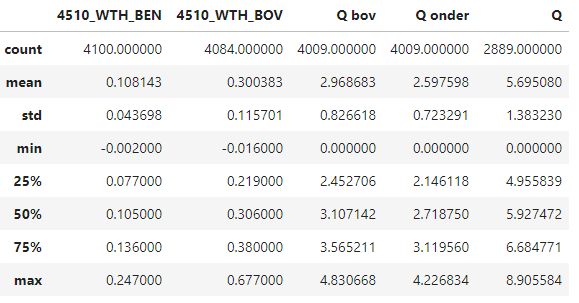 4510_WTH_BEN 4510_WTH_BOV Q bov Q onder Q
count 4100.000000 4084.000000 4009.000000 4009.000000 2889.000000
mean 0.108143 0.300383 2.968683 2.597598 5.695080
std 0.043698 0.115701 0.826618 0.723291 1.383230
min -0.002000 -0.016000 0.000000 0.000000 0.000000
25% 0.077000 0.219000 2.452706 2.146118 4.955839
50% 0.105000 0.306000 3.107142 2.718750 5.927472
75% 0.136000 0.380000 3.565211 3.119560 6.684771
max 0.247000 0.677000 4.830668 4.226834 8.905584